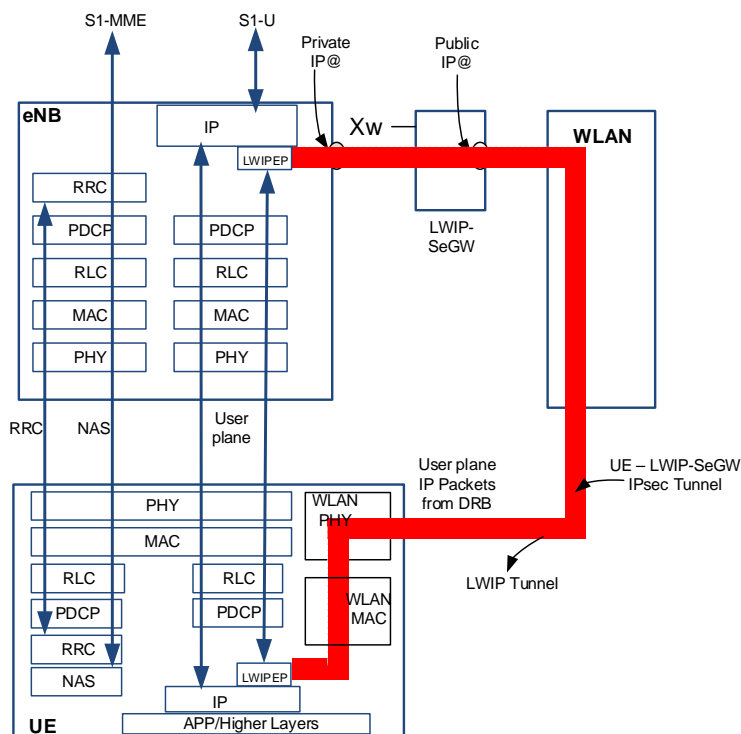 S1-MME
S1-U
Private
IP@
Public
IP@
eNB
IP
Xw
WLAN
LWIPEP
RRC
PDCP
PDCP
LWIP-
SeGW
RLC
RLC
MAC
MAC
PHY
PHY
RRC
NAS
User
plane
User plane
IP Packets
from DRB
UE – LWIP-SeGW
IPsec Tunnel
PHY
WLAN
PHY
MAC
LWIP Tunnel
RLC
RLC
WLAN
MAC
PDCP
PDCP
RRC
NAS
LWIPEP
IP
APP/Higher Layers
UE